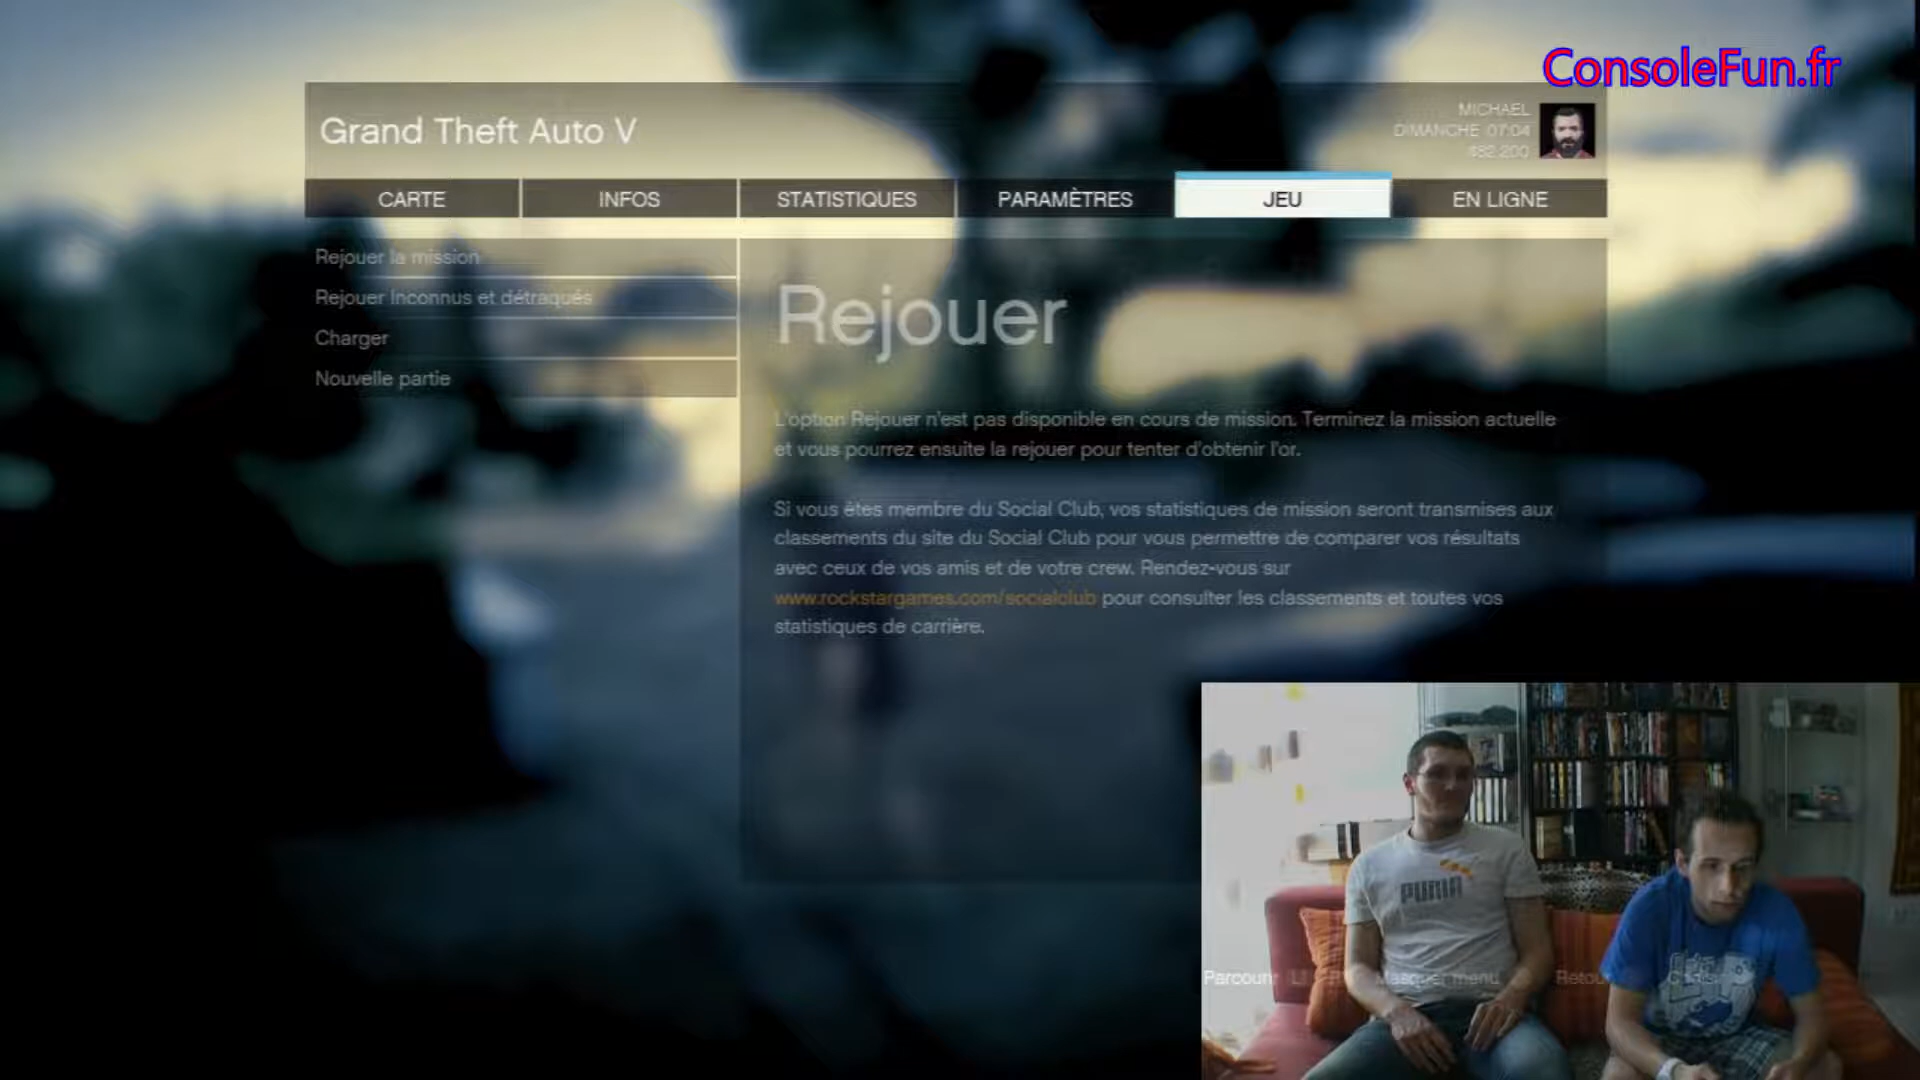 ConsoleFun.fr
Grand Theft Auto V
MICHAEL
DIMANCHE 07:04
$82,200
CARTE
INFOS
STATISTIQUES
PARAMÈTRES
JEU
EN LIGNE
Rejouer la mission
Rejouer Inconnus et détraqués
Charger
Nouvelle partie
Rejouer
L'option Rejouer n'est pas disponible en cours de mission. Terminez la mission actuelle
et vous pourrez ensuite la rejouer pour tenter d'obtenir l'or.
Si vous êtes membre du Social Club, vos statistiques de mission seront transmises aux
classements du site du Social Club pour vous permettre de comparer vos résultats
avec ceux de vos amis et de votre crew. Rendez-vous sur
www.rockstargames.com/socialclub pour consulter les classements et toutes vos
statistiques de carrière.
PUMA
Masquer menu